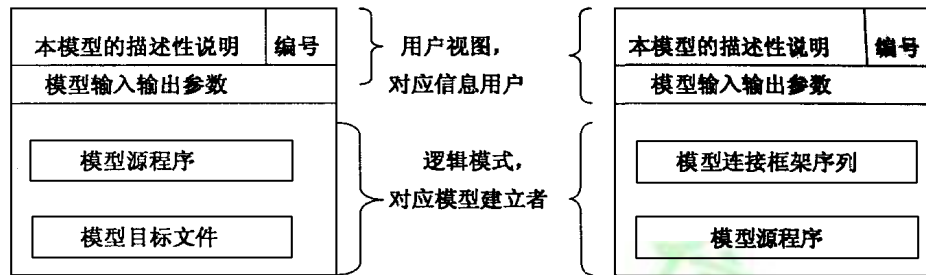 本模型的描述性说明
编号
模型输入输出参数
模型源程序
模型目标文件
用户视图，
对应信息用户
逻辑模式，
对应模型建立者
本模型的描述性说明
编号
模型输入输出参数
模型连接框架序列
模型源程序